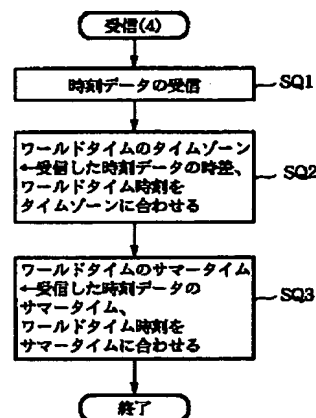 受信(4)
時刻データの受信
SQ1
ワールドタイムのタイムゾーン
←受信した時刻データの時差、
ワールドタイム時刻を
タイムゾーンに合わせる
SQ2
ワールドタイムのサマータイム
←受信した時刻データの
サマータイム、
ワールドタイム時刻を
サマータイムに合わせる
SQ3
終了